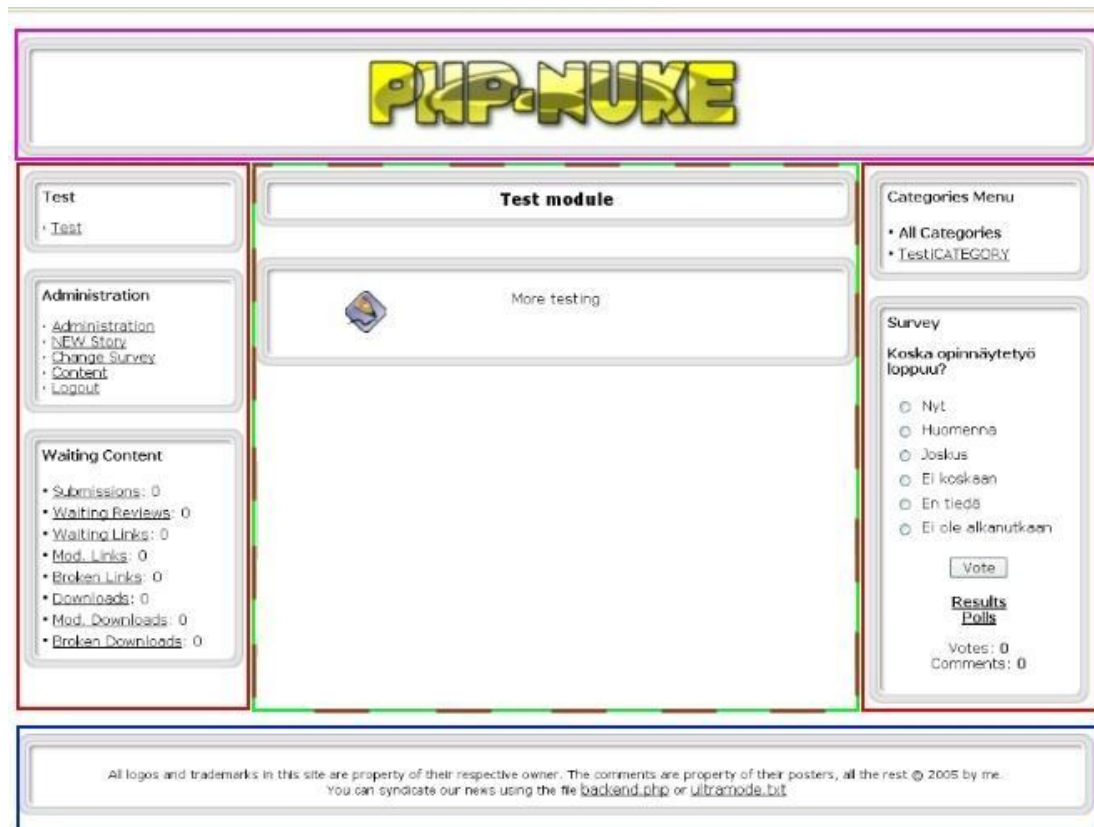 PHP-NUKE
Test
· Test
Administration
· Administration
· NEW Story
· Change Survey
· Content
· Logout
Waiting Content
• Submissions: 0
• Waiting Reviews: 0
• Waiting Links: 0
• Mod. Links: 0
• Broken Links: 0
• Downloads: 0
• Mod. Downloads: 0
• Broken Downloads: 0
Test module
More testing
Categories Menu
• All Categories
• TestiCATEGORY
Survey
Koska opinnäytetyö
loppuu?
Nyt
Huomenna
Joskus
Ei koskaan
En tiedä
Ei ole alkanutkaan
Vote
Results
Polls
Votes: 0
Comments: 0
All logos and trademarks in this site are property of their respective owner. The comments are property of their posters, all the rest © 2005 by me.
You can syndicate our news using the file backend.php or ultramode.txt